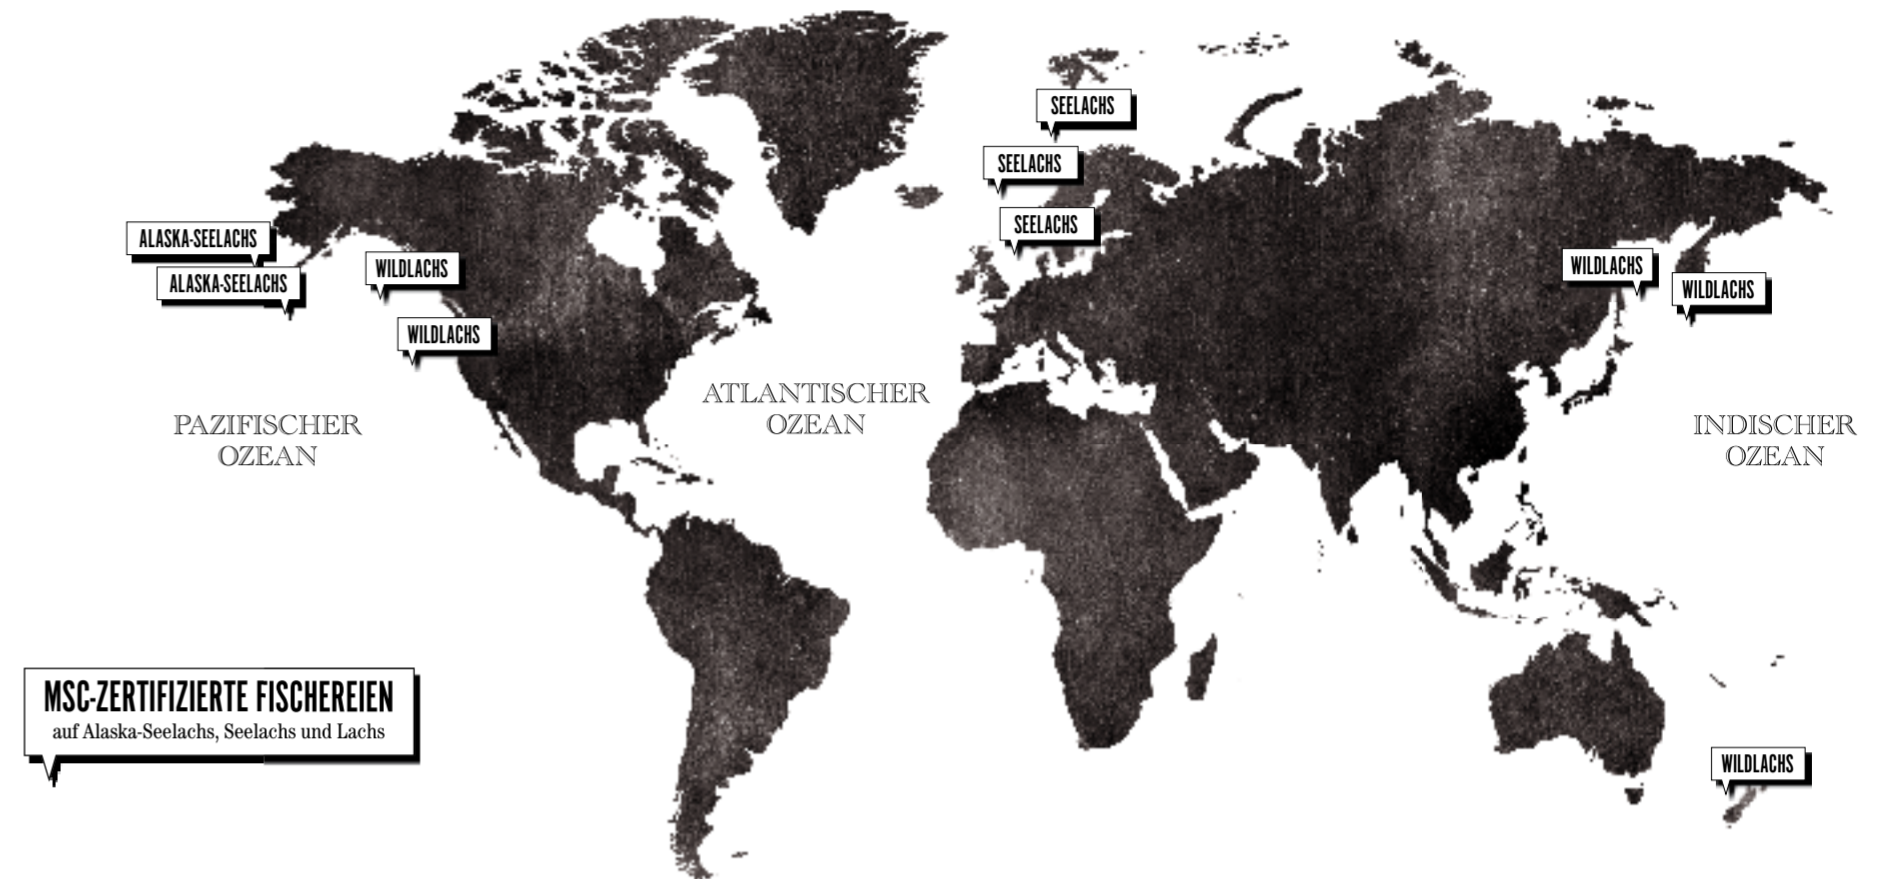 SEELACHS
SEELACHS
SEELACHS
ALASKA-SEELACHS
ALASKA-SEELACHS
WILDLACHS
WILDLACHS
WILDLACHS
WILDLACHS
ATLANTISCHER
OZEAN
PAZIFISCHER
OZEAN
INDISCHER
OZEAN
MSC-ZERTIFIZIERTE FISCHEREIEN
auf Alaska-Seelachs, Seelachs und Lachs
WILDLACHS